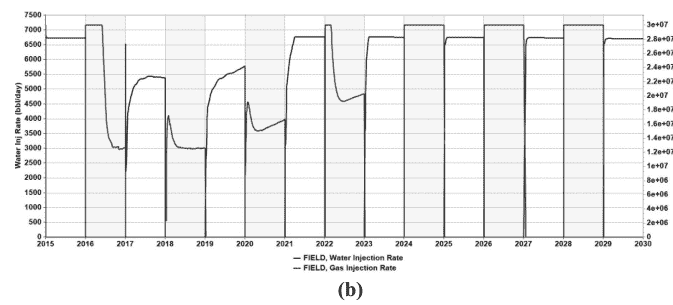 7500
7000
6500
6000
5500
5000
4500
4000
3500
3000
2500
2000
1500
1000
500
0
Water Inj Rate (bbl/day)
3e+07
2.8e+07
2.6e+07
2.4e+07
2.2e+07
2e+07
1.8e+07
1.6e+07
1.4e+07
1.2e+07
1e+07
8e+06
6e+06
4e+06
2e+06
0
2015 2016 2017 2018 2019 2020 2021 2022 2023 2024 2025 2026 2027 2028 2029 2030
FIELD, Water Injection Rate
FIELD, Gas Injection Rate
(b)